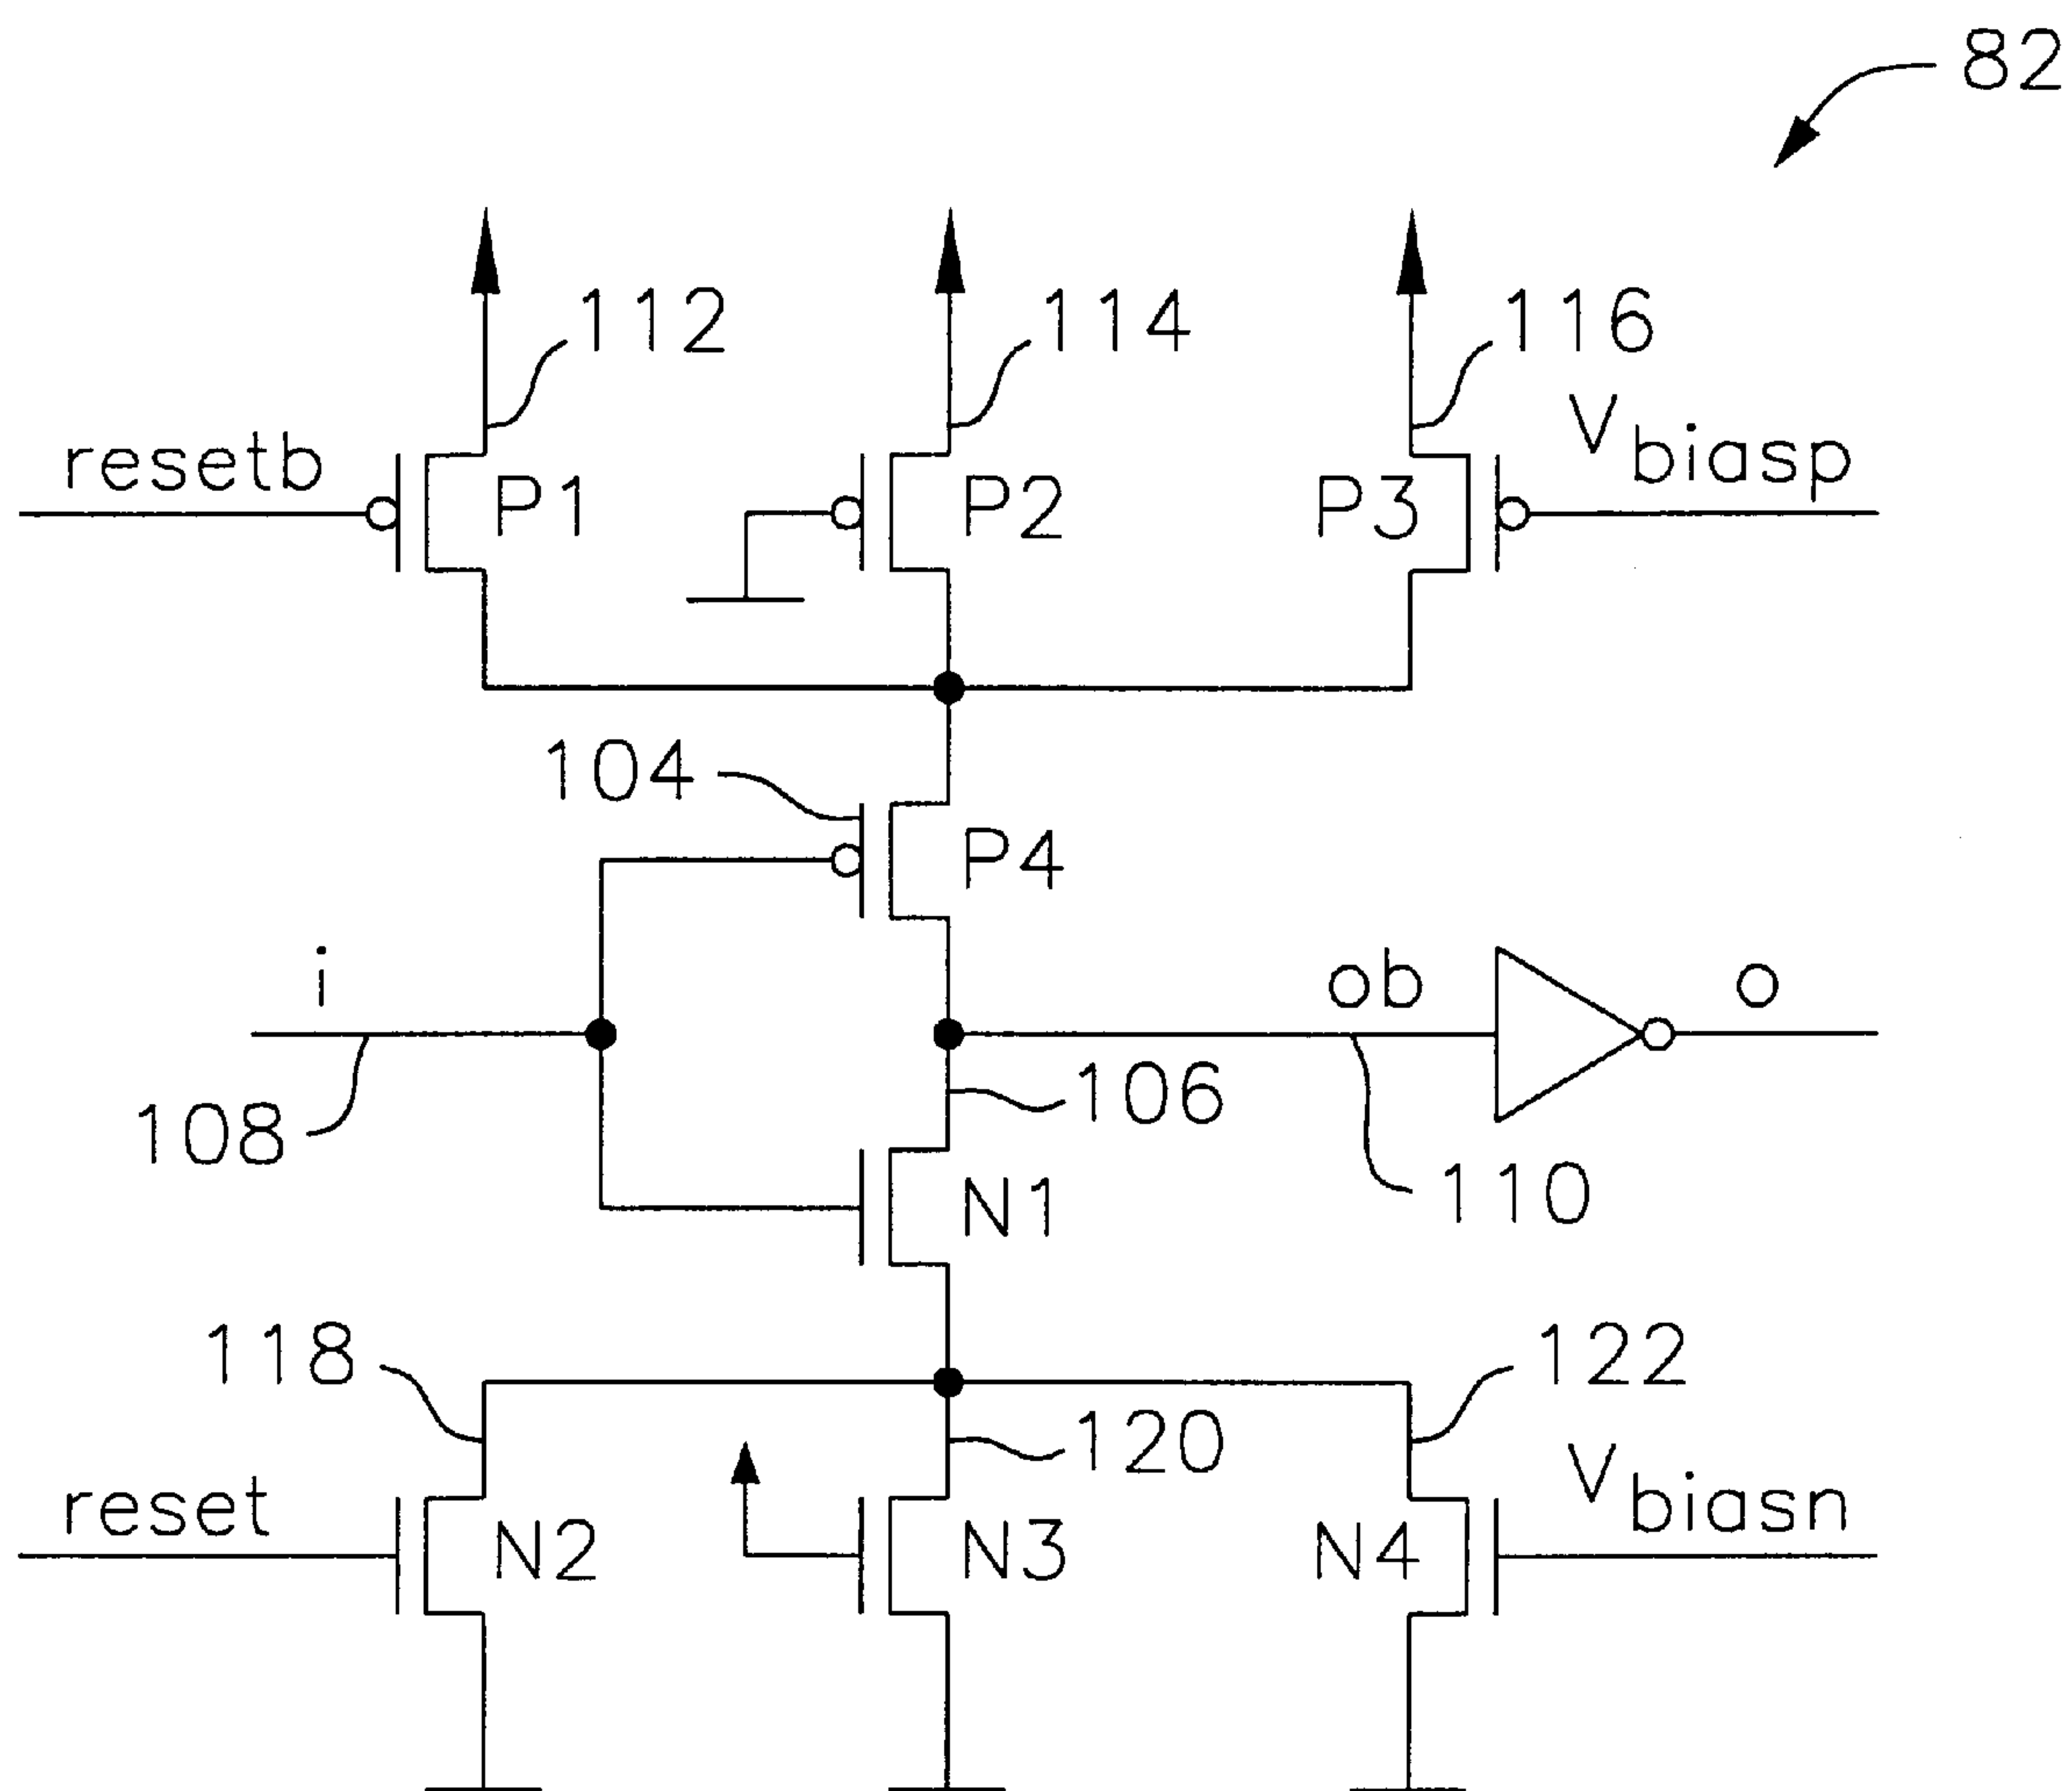 82
112
114
116
resetb
P1
P2
P3
Vbiasp
104
P4
i
ob
o
108
106
110
N1
118
122
120
reset
N2
N3
N4
Vbiasn